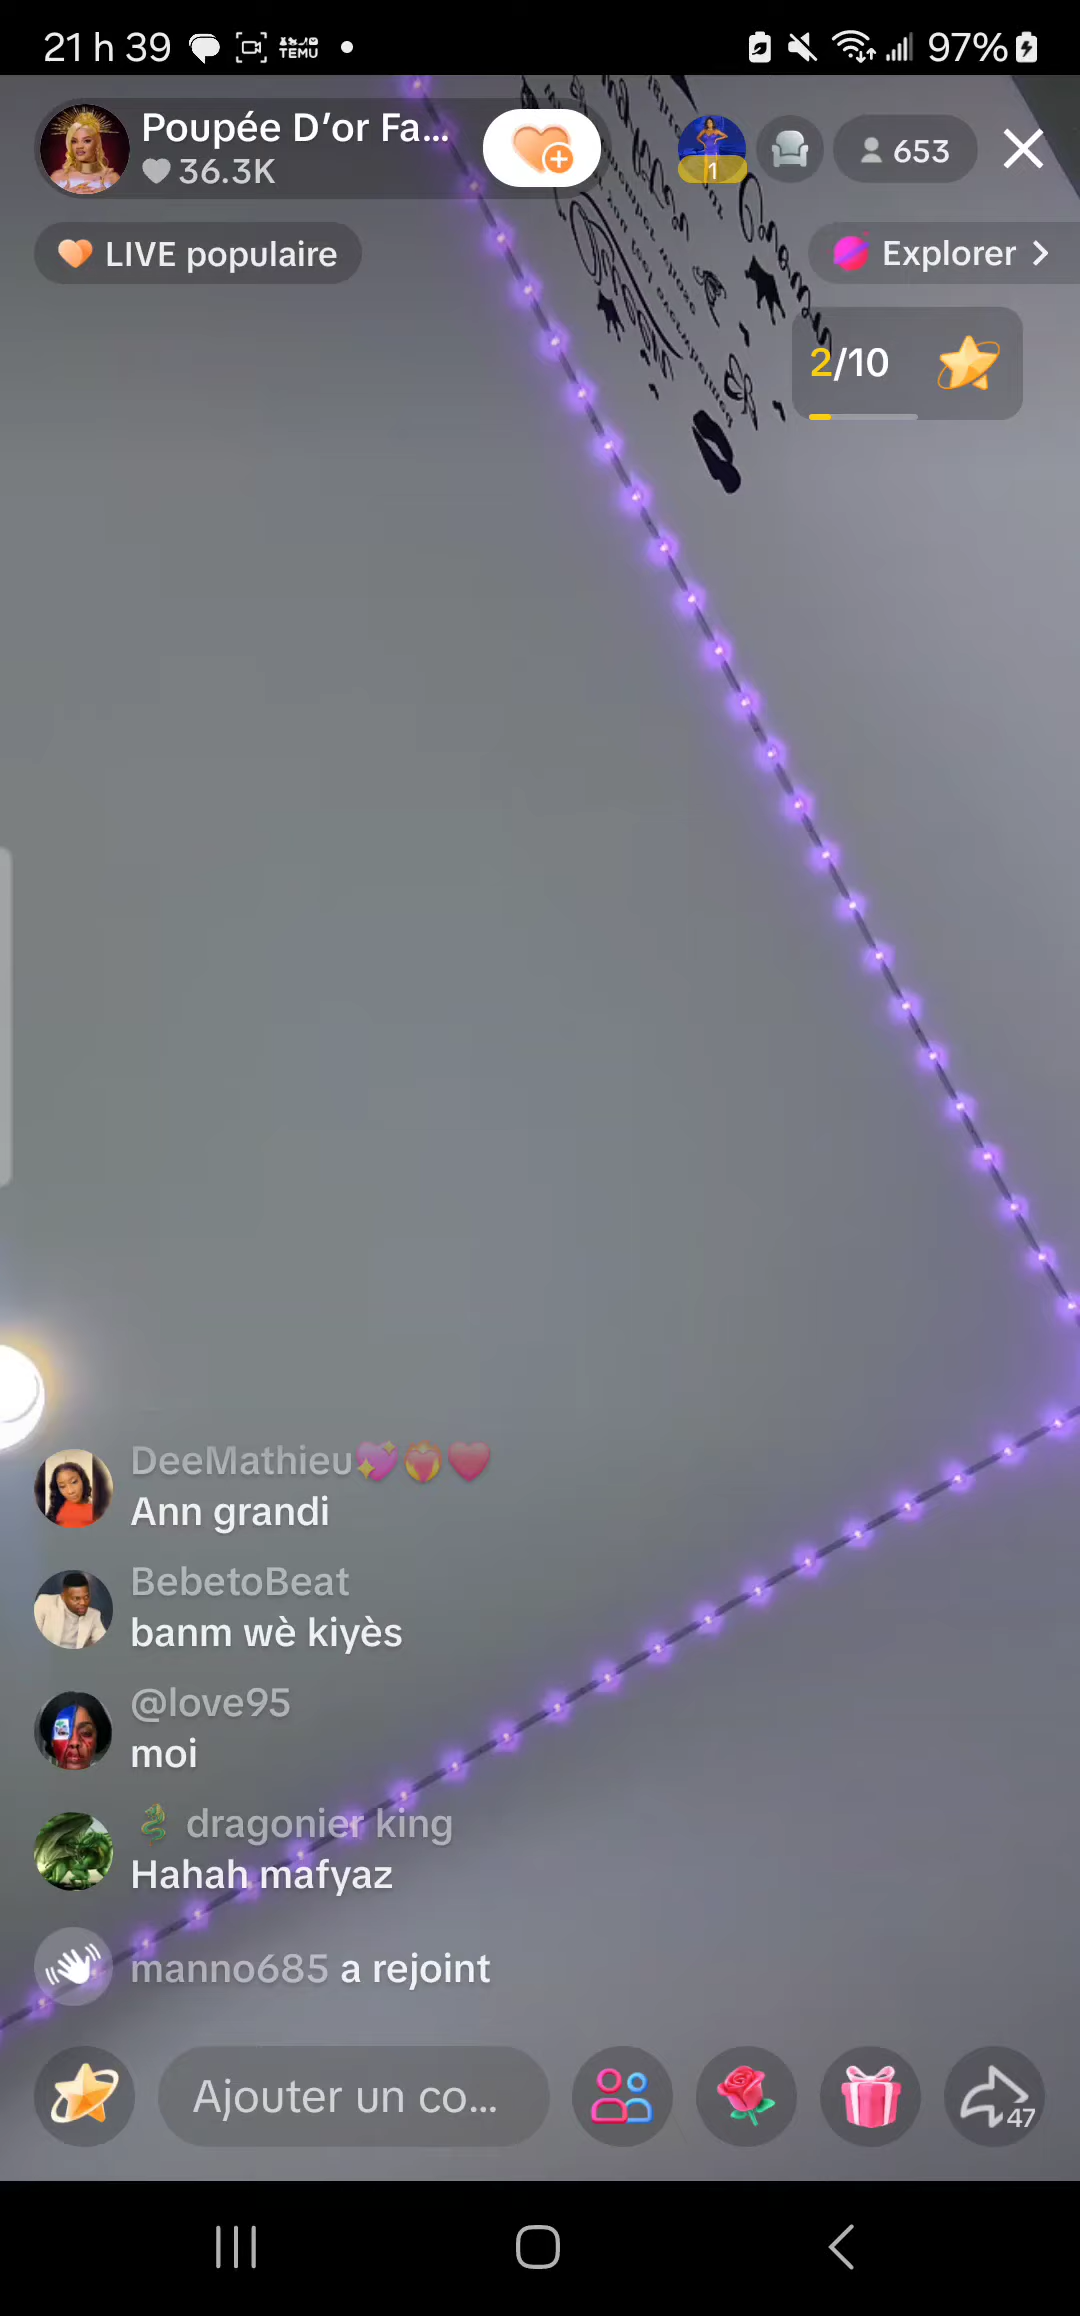 21 h 39
TEMU
97%
Poupée D’or Fa...
36.3K
1
653
LIVE populaire
Explorer
2/10
DeeMathieu💖❤️‍🔥❤️
Ann grandi
BebetoBeat
banm wè kiyès
@love95
moi
🐉 dragonier king
Hahah mafyaz
manno685 a rejoint
Ajouter un co...
47